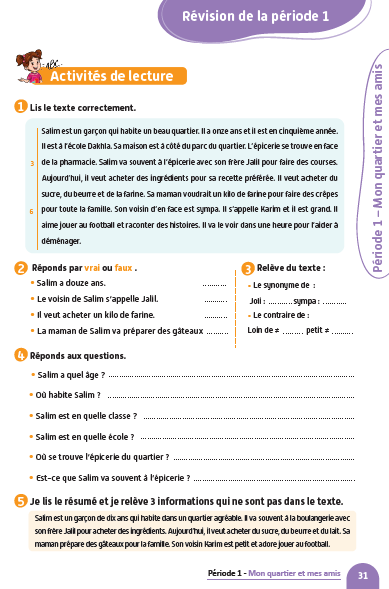 Révision de la période 1
ABC
Activités de lecture
1 Lis le texte correctement.
Salim est un garçon qui habite un beau quartier. Il a onze ans et il est en cinquième année.
Il est à l'école Dakhla. Sa maison est à côté du parc du quartier. L'épicerie se trouve en face
3 de la pharmacie. Salim va souvent à l'épicerie avec son frère Jalil pour faire des courses.
Aujourd'hui, il veut acheter des ingrédients pour sa recette préférée. Il veut acheter du
sucre, du beurre et de la farine. Sa maman voudrait un kilo de farine pour faire des crêpes
6 pour toute la famille. Son voisin d'en face est sympa. Il s'appelle Karim et il est grand. Il
aime jouer au football et raconter des histoires. Il va le voir dans une heure pour l'aider à
déménager.
2 Réponds par vrai ou faux .
• Salim a douze ans. ..........
• Le voisin de Salim s'appelle Jalil. ..........
• Il veut acheter un kilo de farine. ..........
• La maman de Salim va préparer des gâteaux ..........
3 Relève du texte :
• Le synonyme de :
Joli : .......... sympa : ..........
• Le contraire de :
Loin de ≠ ......... petit ≠ .........
4 Réponds aux questions.
• Salim a quel âge ? ..........
• Où habite Salim ? ..........
• Salim est en quelle classe ? ..........
• Salim est en quelle école ? ..........
• Où se trouve l'épicerie du quartier ? ..........
• Est-ce que Salim va souvent à l'épicerie ? ..........
5 Je lis le résumé et je relève 3 informations qui ne sont pas dans le texte.
Salim est un garçon de dix ans qui habite dans un quartier agréable. Il va souvent à la boulangerie avec
son frère Jalil pour acheter des ingrédients. Aujourd'hui, il veut acheter du sucre, du beurre et du lait. Sa
maman prépare des gâteaux pour la famille. Son voisin Karim est petit et adore jouer au football.
Période 1 – Mon quartier et mes amis
Période 1 - Mon quartier et mes amis 31